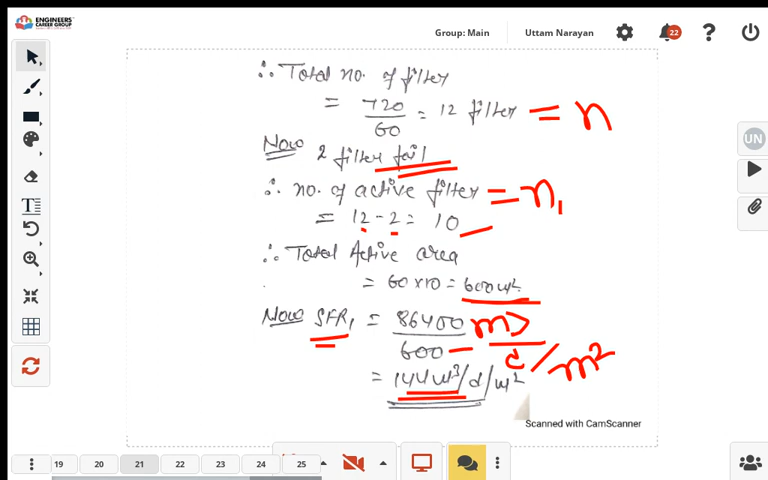 ENGINEERS
CAREER GROUP
Group: Main
Uttam Narayan
22
∴ Total no. of filter
= 720/60 = 12 filter = n
Now 2 filter fail
∴ no. of active filter = n₁
= 12 - 2 = 10
∴ Total Active area
= 60 x 10 = 600 m²
Now SFR₁ = 86400/600 m³/d/m²
= 144 m³/d/m²
Scanned with CamScanner
UN
T
19 20 21 22 23 24 25